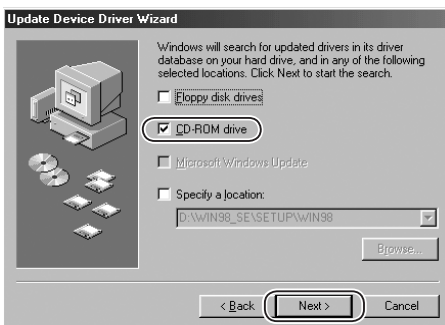 Update Device Driver Wizard
Windows will search for updated drivers in its driver
database on your hard drive, and in any of the following
selected locations. Click Next to start the search.
Floppy disk drives
CD-ROM drive
Microsoft Windows Update
Specify a location:
D:\WIN98_SE\SETUP\WIN98
Browse...
< Back
Next >
Cancel